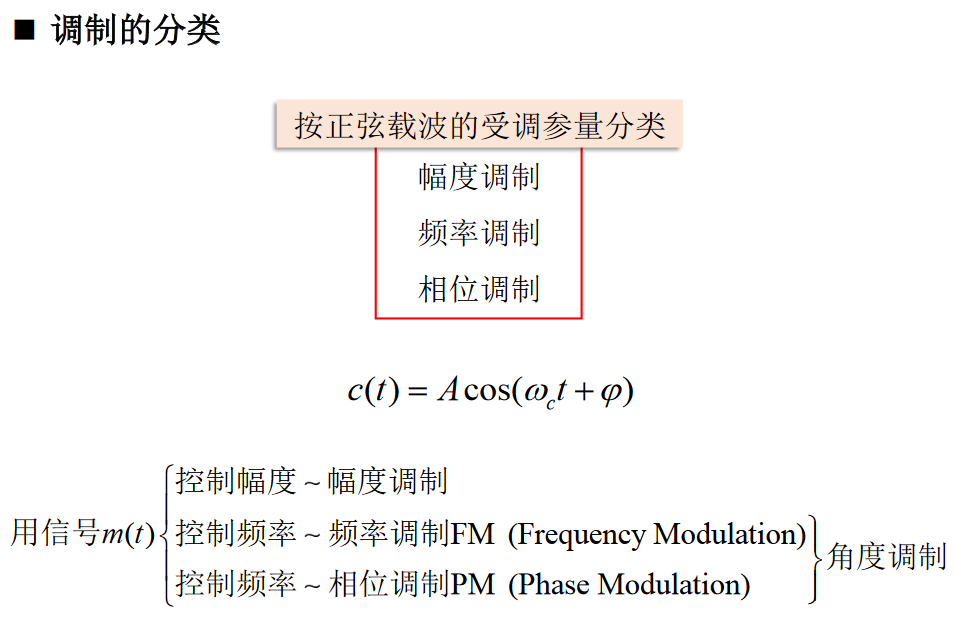 ■ 调制的分类
按正弦载波的受调参量分类
幅度调制
频率调制
相位调制
c(t) = A cos(ω_c t + φ)
用信号m(t)
控制幅度 ~ 幅度调制
控制频率 ~ 频率调制FM (Frequency Modulation)
控制频率 ~ 相位调制PM (Phase Modulation)
角度调制